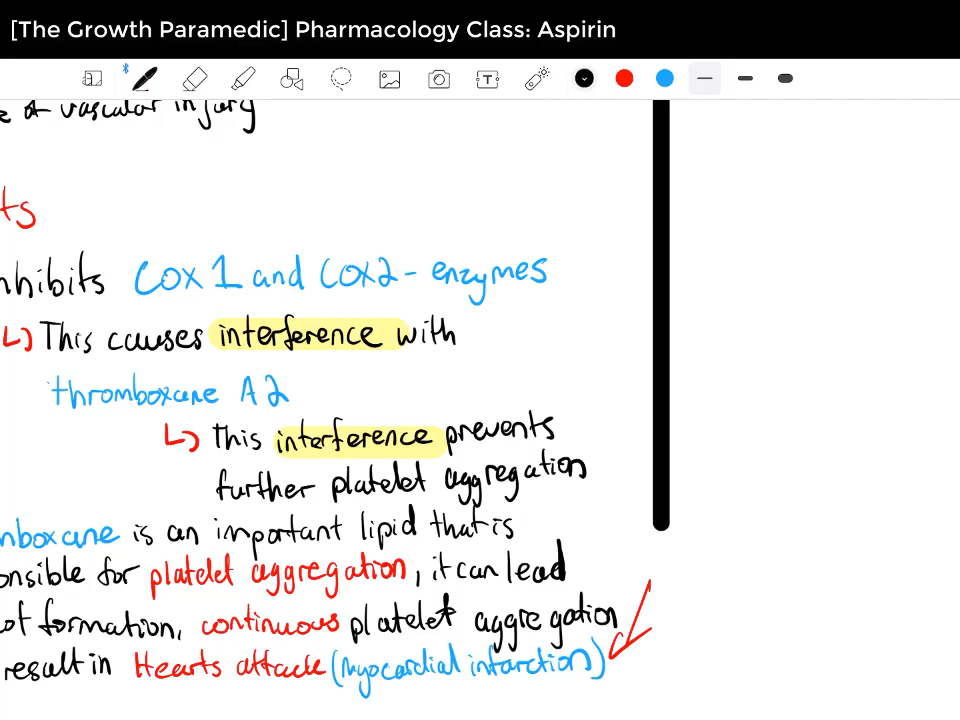 [The Growth Paramedic] Pharmacology Class: Aspirin
vascular injury
ts
nhibits Cox 1 and Cox2 - enzymes
↳ This causes interference with
thromboxane A2
↳ This interference prevents
further platelet aggregation
mboxane is an important lipid that is
onsible for platelet aggregation, it can lead
ot formation, continuous platelet aggregation
result in Hearts attack (Myocardial infarction)